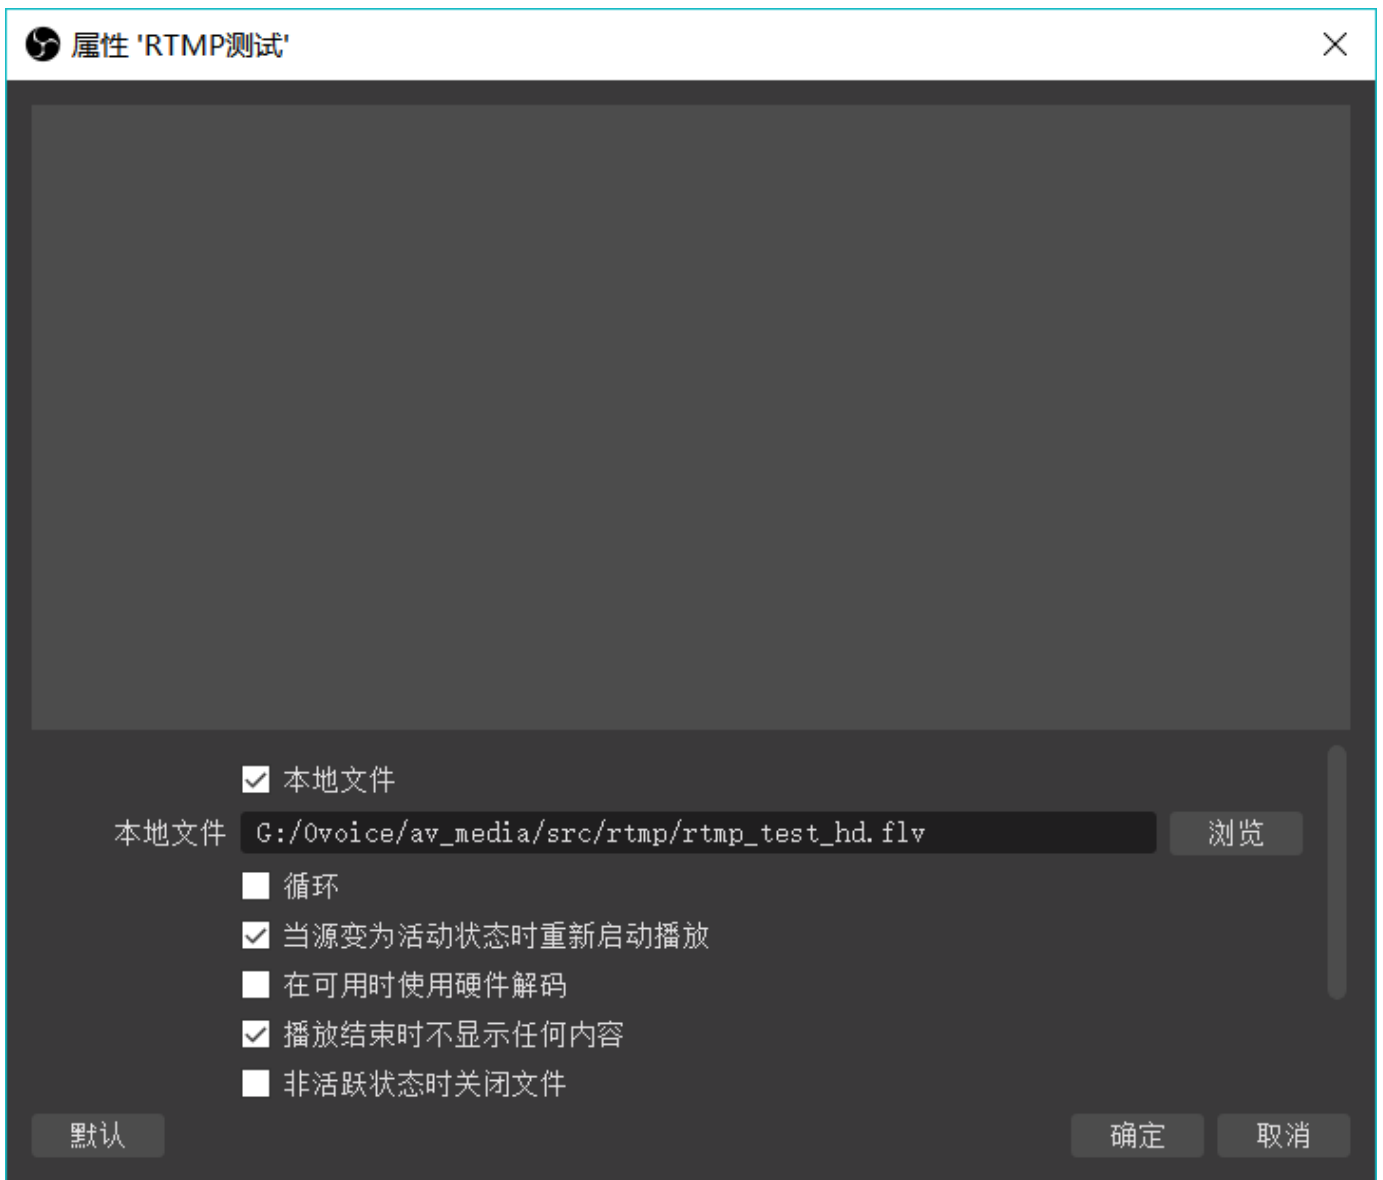 属性 'RTMP测试'
本地文件
本地文件 G:/0voice/av_media/src/rtmp/rtmp_test_hd.flv 浏览
循环
当源变为活动状态时重新启动播放
在可用时使用硬件解码
播放结束时不显示任何内容
非活跃状态时关闭文件
默认 确定 取消